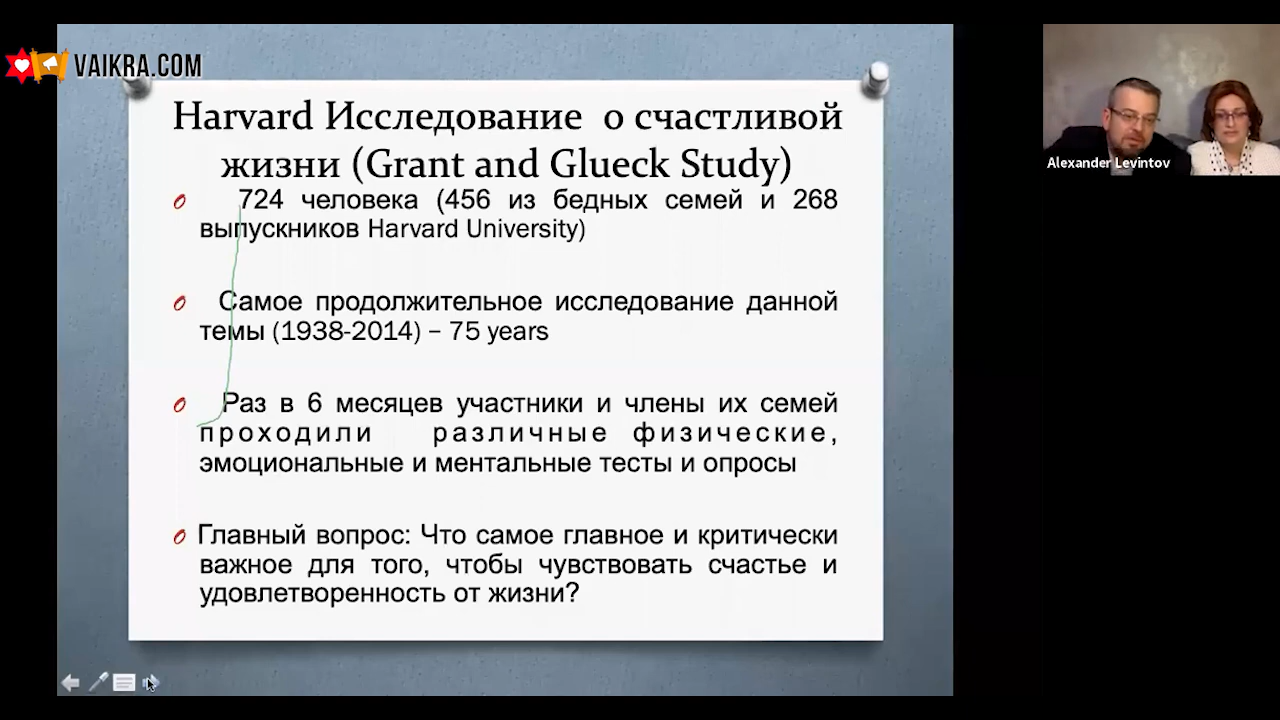 VAIKRA.COM
Harvard Исследование о счастливой
жизни (Grant and Glueck Study)
724 человека (456 из бедных семей и 268
выпускников Harvard University)
Самое продолжительное исследование данной
темы (1938-2014) – 75 years
Раз в 6 месяцев участники и члены их семей
проходили различные физические,
эмоциональные и ментальные тесты и опросы
Главный вопрос: Что самое главное и критически
важное для того, чтобы чувствовать счастье и
удовлетворенность от жизни?
Alexander Levintov